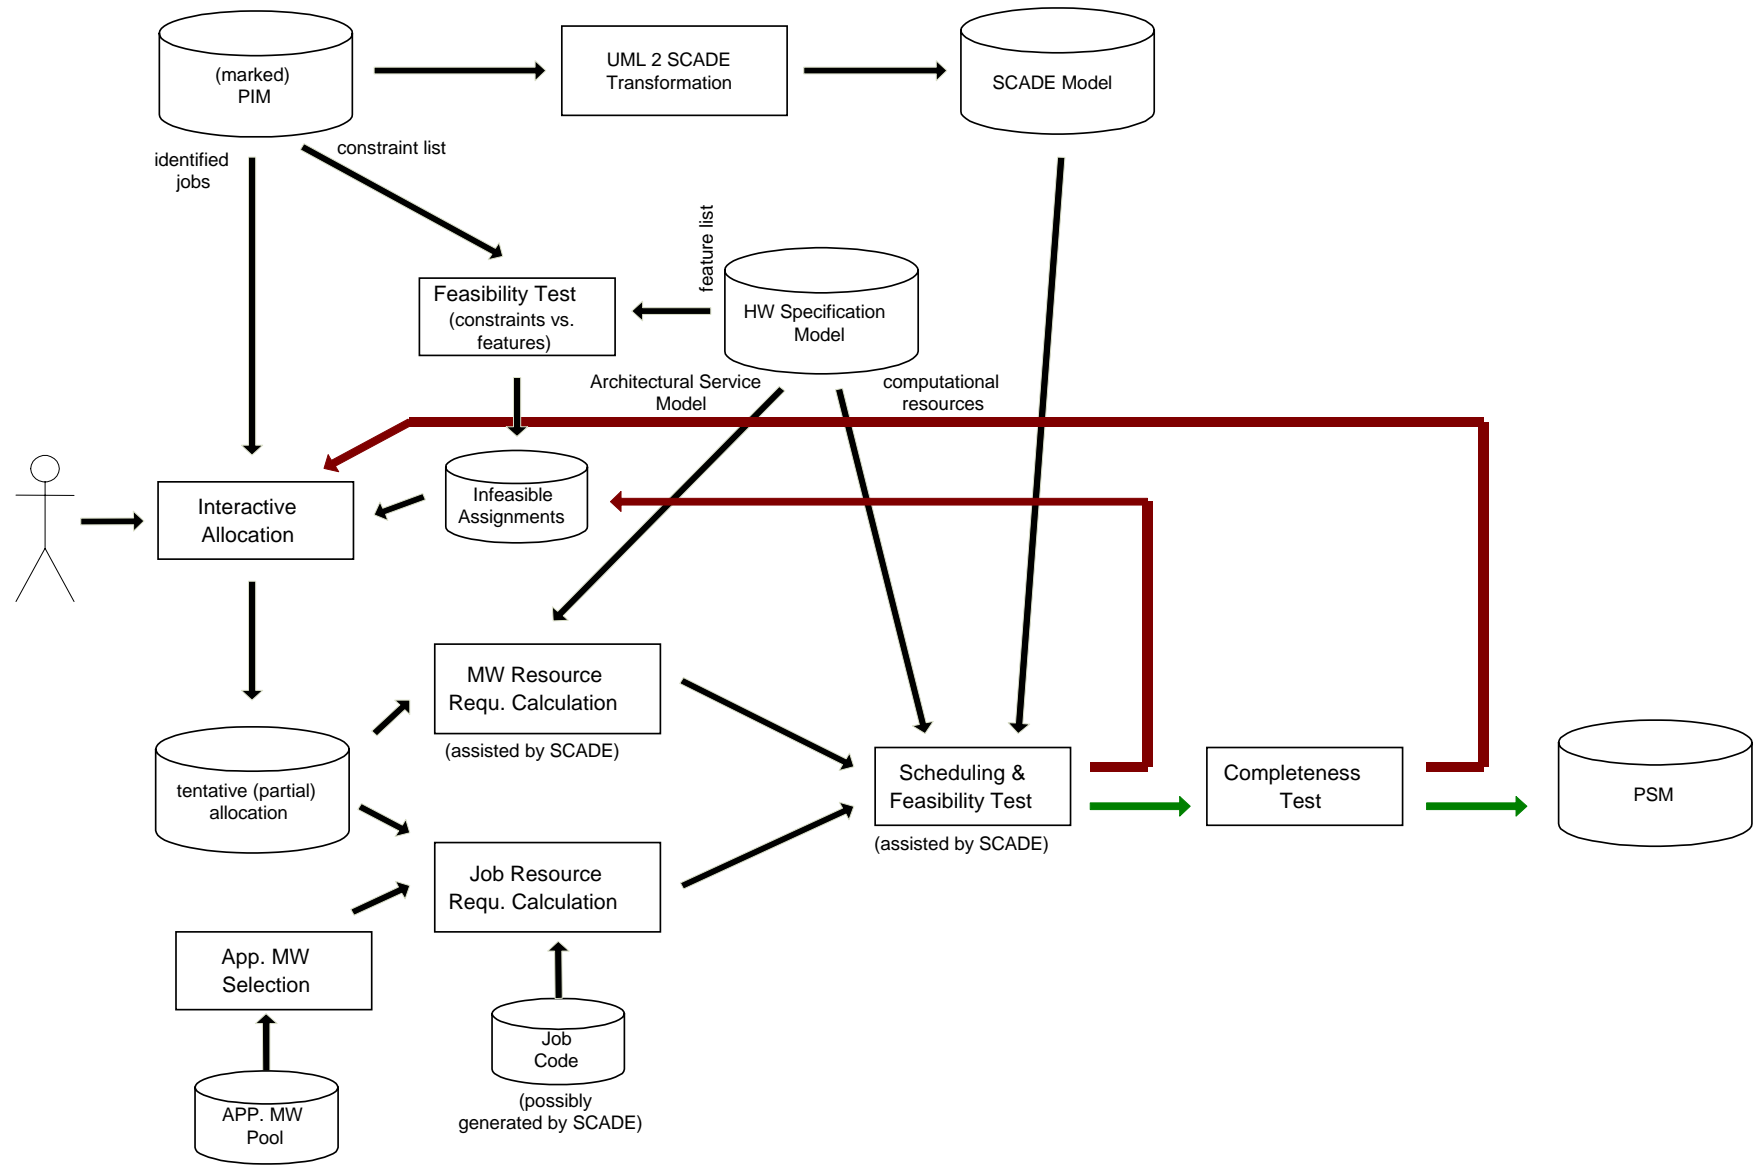 (marked)
PIM
UML 2 SCADE
Transformation
SCADE Model
identified
jobs
constraint list
feature list
Feasibility Test
(constraints vs.
features)
HW Specification
Model
Architectural Service
Model
computational
resources
Interactive
Allocation
Infeasible
Assignments
MW Resource
Requ. Calculation
(assisted by SCADE)
tentative (partial)
allocation
Scheduling &
Feasibility Test
(assisted by SCADE)
Completeness
Test
PSM
Job Resource
Requ. Calculation
App. MW
Selection
Job
Code
(possibly
generated by SCADE)
APP. MW
Pool